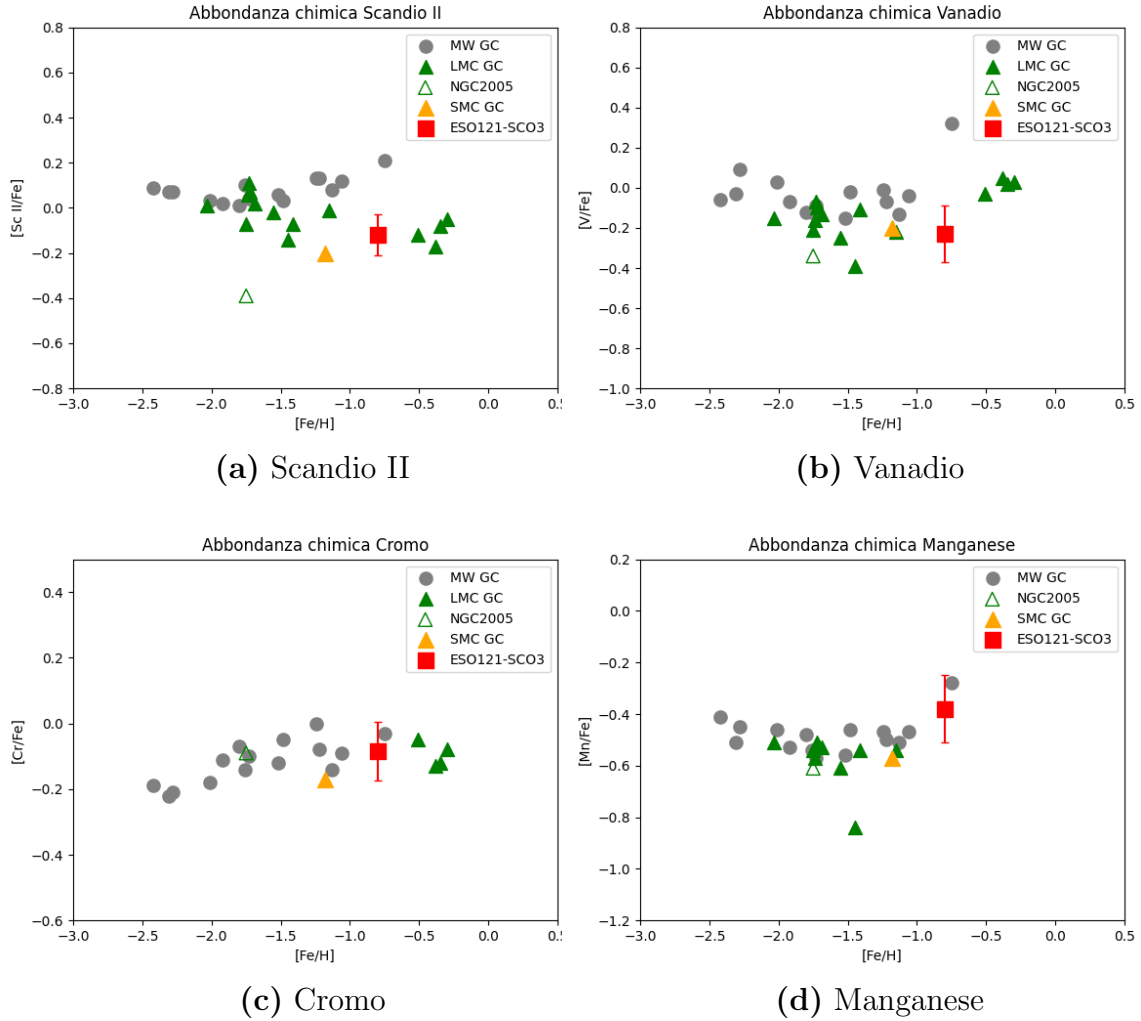 Abbondanza chimica Scandio II
0.8
0.6
0.4
0.2
0.0
−0.2
−0.4
−0.6
−0.8
[Sc II/Fe]
MW GC
LMC GC
NGC2005
SMC GC
ESO121-SCO3
−3.0 −2.5 −2.0 −1.5 −1.0 −0.5 0.0 0.5
[Fe/H]
(a) Scandio II
Abbondanza chimica Vanadio
0.8
0.6
0.4
0.2
0.0
−0.2
−0.4
−0.6
−0.8
−1.0
[V/Fe]
MW GC
LMC GC
NGC2005
SMC GC
ESO121-SCO3
−3.0 −2.5 −2.0 −1.5 −1.0 −0.5 0.0 0.5
[Fe/H]
(b) Vanadio
Abbondanza chimica Cromo
0.4
0.2
0.0
−0.2
−0.4
−0.6
[Cr/Fe]
MW GC
LMC GC
NGC2005
SMC GC
ESO121-SCO3
−3.0 −2.5 −2.0 −1.5 −1.0 −0.5 0.0 0.5
[Fe/H]
(c) Cromo
Abbondanza chimica Manganese
0.2
0.0
−0.2
−0.4
−0.6
−0.8
−1.0
−1.2
[Mn/Fe]
MW GC
NGC2005
SMC GC
ESO121-SCO3
−3.0 −2.5 −2.0 −1.5 −1.0 −0.5 0.0 0.5
[Fe/H]
(d) Manganese